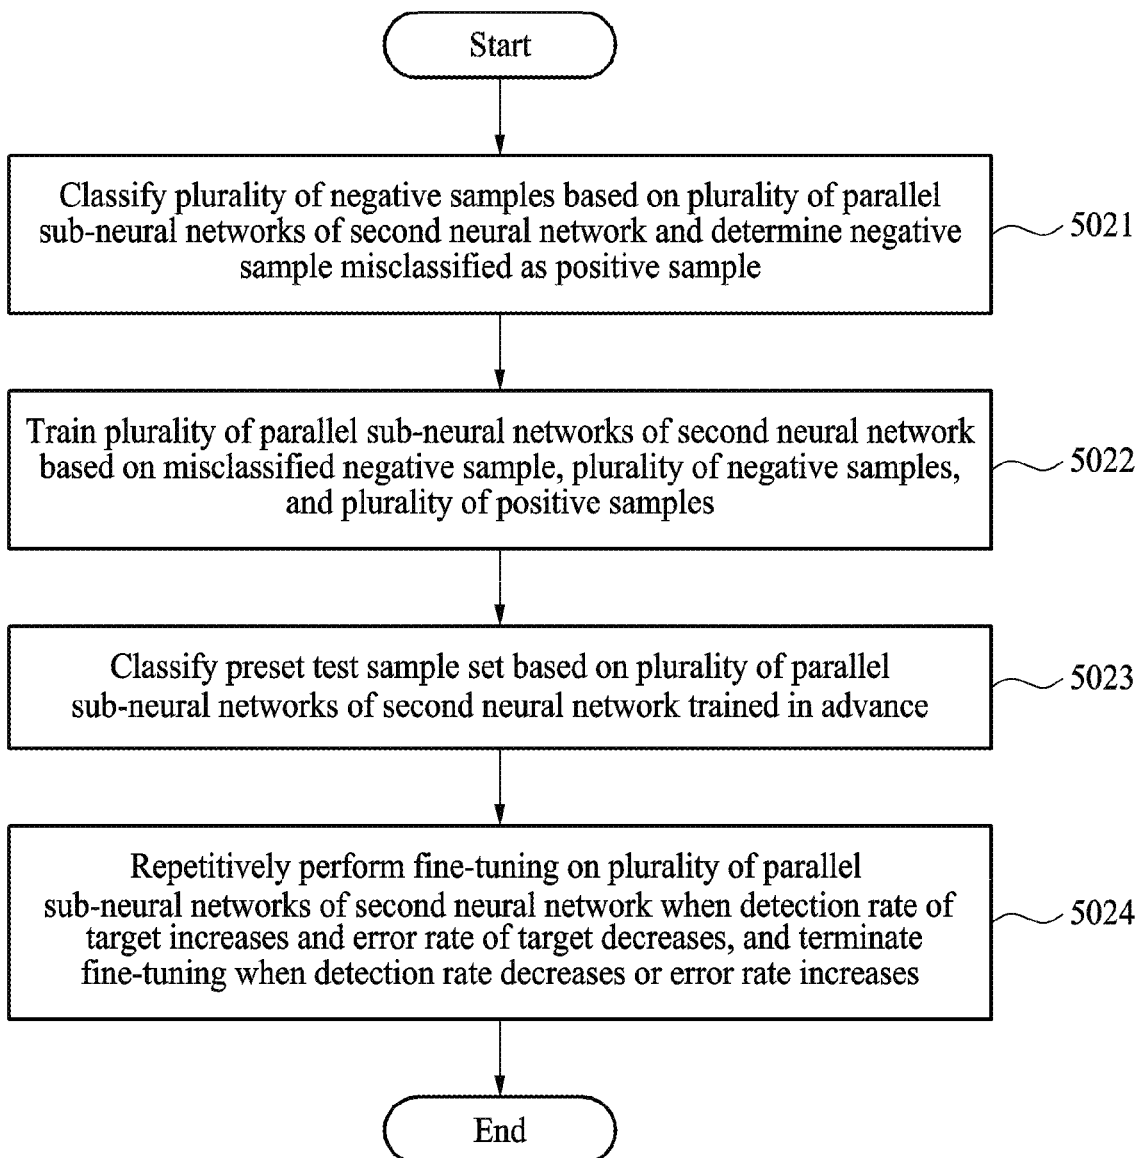 Start
Classify plurality of negative samples based on plurality of parallel
sub-neural networks of second neural network and determine negative
sample misclassified as positive sample
5021
Train plurality of parallel sub-neural networks of second neural network
based on misclassified negative sample, plurality of negative samples,
and plurality of positive samples
5022
Classify preset test sample set based on plurality of parallel
sub-neural networks of second neural network trained in advance
5023
Repetitively perform fine-tuning on plurality of parallel
sub-neural networks of second neural network when detection rate of
target increases and error rate of target decreases, and terminate
fine-tuning when detection rate decreases or error rate increases
5024
End